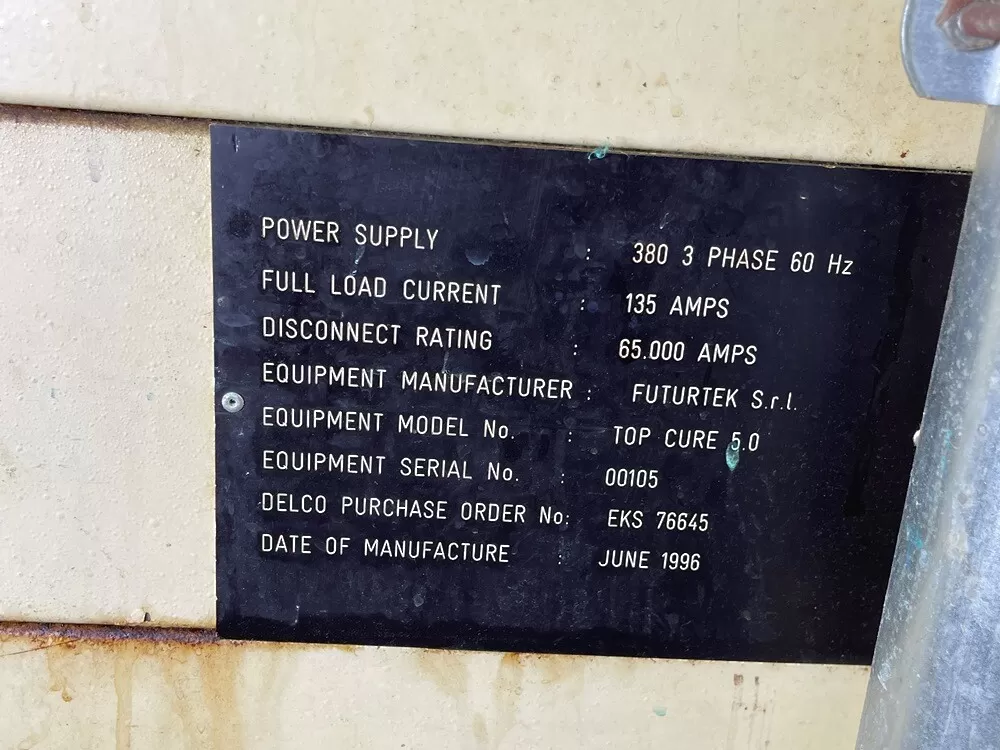 POWER SUPPLY : 380 3 PHASE 60 Hz
FULL LOAD CURRENT : 135 AMPS
DISCONNECT RATING : 65.000 AMPS
EQUIPMENT MANUFACTURER : FUTURTEK S.r.l.
EQUIPMENT MODEL No. : TOP CURE 5.0
EQUIPMENT SERIAL No. : 00105
DELCO PURCHASE ORDER No: EKS 76645
DATE OF MANUFACTURE : JUNE 1996